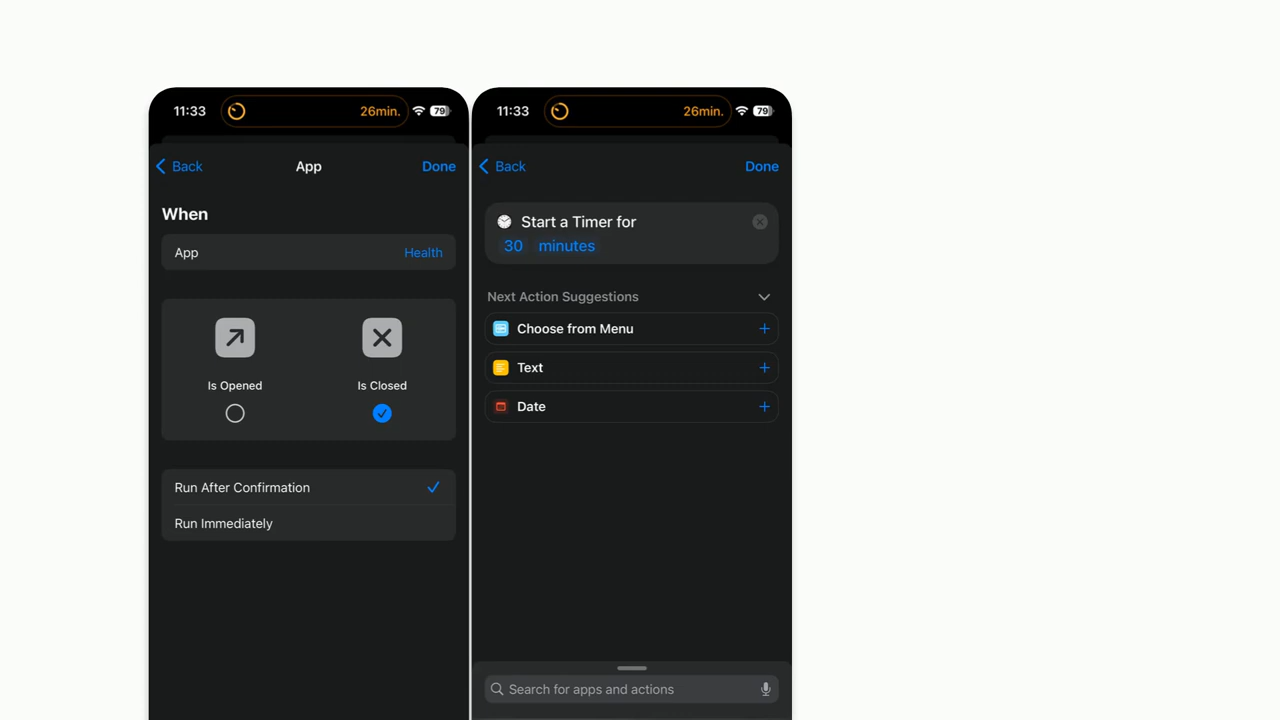 11:33
26min.
79
Back
App
Done
When
App
Health
Is Opened
Is Closed
Run After Confirmation
Run Immediately
11:33
26min.
79
Back
Done
Start a Timer for
30 minutes
Next Action Suggestions
Choose from Menu
Text
Date
Search for apps and actions